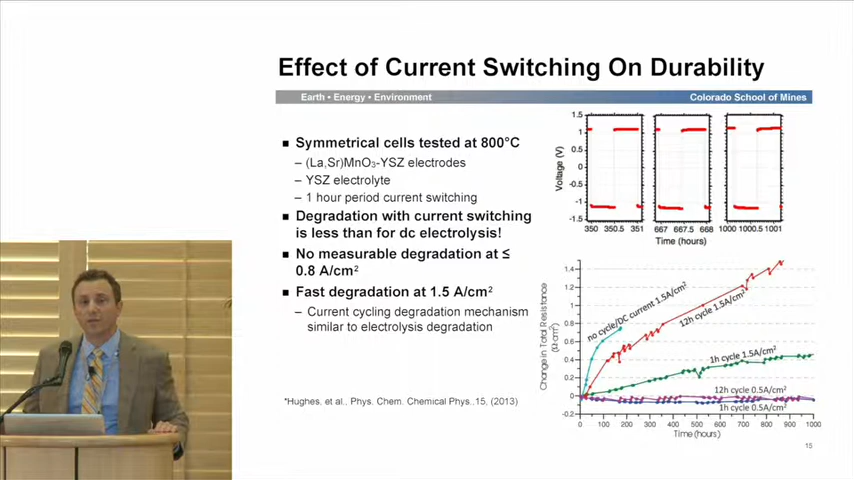 Effect of Current Switching On Durability
Earth • Energy • Environment
Colorado School of Mines
■ Symmetrical cells tested at 800°C
– (La,Sr)MnO₃-YSZ electrodes
– YSZ electrolyte
– 1 hour period current switching
■ Degradation with current switching
is less than for dc electrolysis!
■ No measurable degradation at ≤
0.8 A/cm²
■ Fast degradation at 1.5 A/cm²
– Current cycling degradation mechanism
similar to electrolysis degradation
*Hughes. et al., Phys. Chem. Chemical Phys..15, (2013)
Voltage (V)
1.5
1
0.5
0
-0.5
-1
-1.5
350 350.5 351
667 667.5 668
1000 1000.5 1001
Time (hours)
Change in Total Resistance
(Ω·cm²)
1.4
1.2
1
0.8
0.6
0.4
0.2
0
-0.2
no cycle/DC current 1.5A/cm²
12h cycle 1.5A/cm²
1h cycle 1.5A/cm²
12h cycle 0.5A/cm²
1h cycle 0.5A/cm²
0 100 200 300 400 500 600 700 800 900 1000
Time (hours)
15